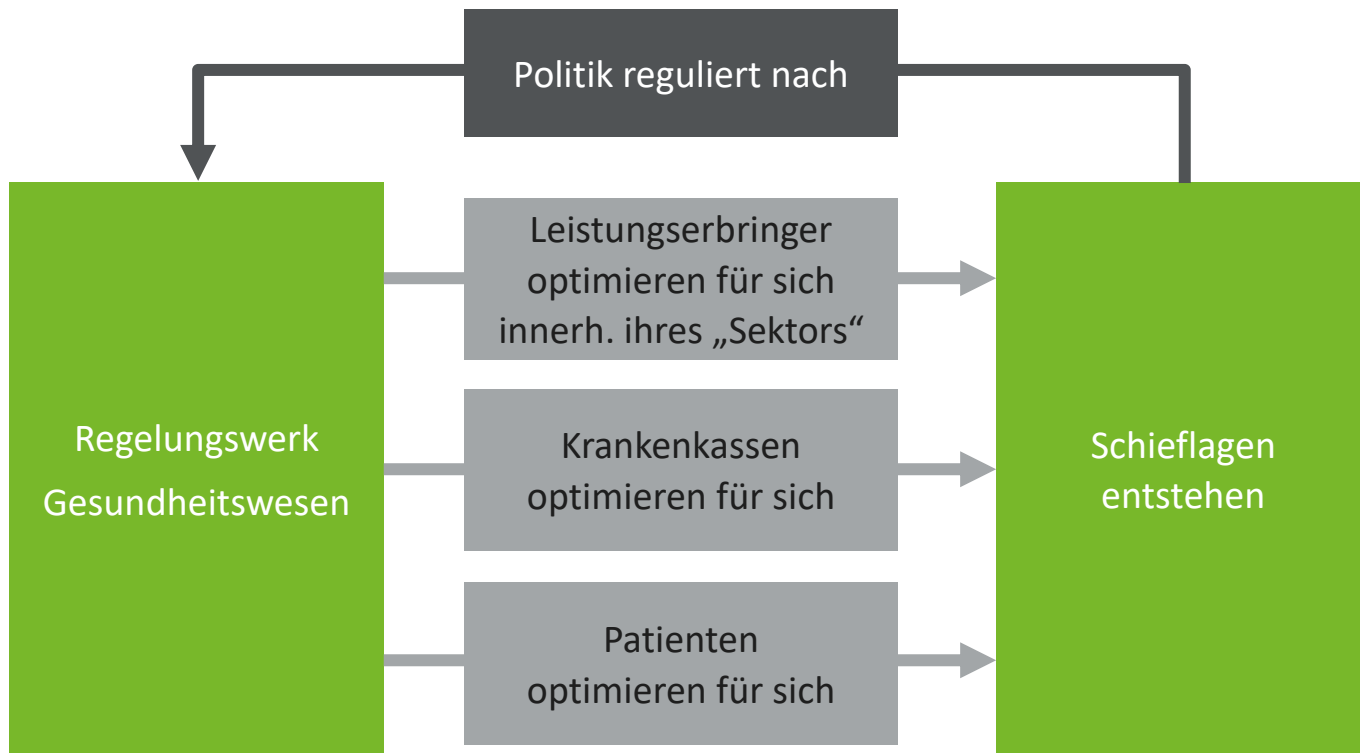 Politik reguliert nach
Regelungswerk
Gesundheitswesen
Leistungserbringer
optimieren für sich
innerh. ihres „Sektors“
Krankenkassen
optimieren für sich
Patienten
optimieren für sich
Schieflagen
entstehen